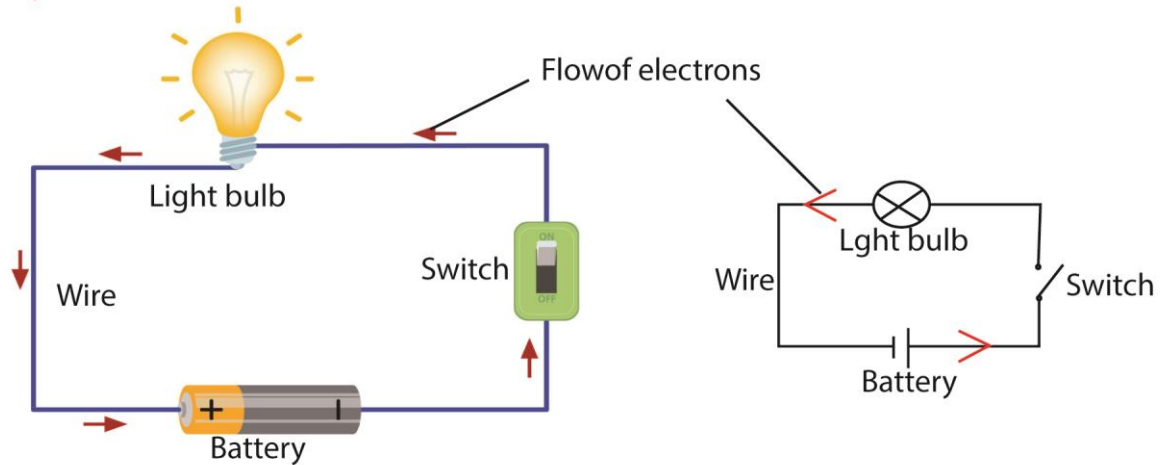 Flowof electrons
Light bulb
Wire
Switch
ON
OFF
+
-
Battery
Lght bulb
Wire
Switch
Battery